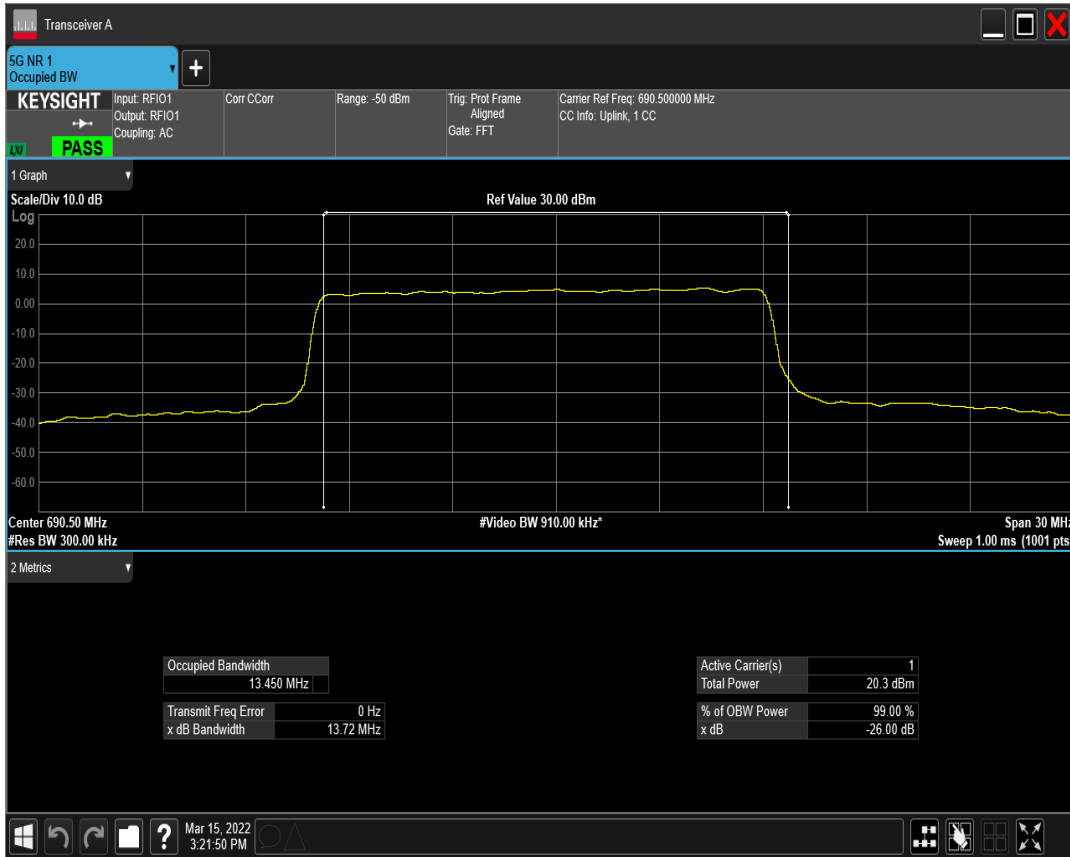 Transceiver A
5G NR 1
Occupied BW
KEYSIGHT
LXI
PASS
Input: RFIO1
Output: RFIO1
Coupling: AC
Corr CCorr
Range: -50 dBm
Trig: Prot Frame
Aligned
Gate: FFT
Carrier Ref Freq: 690.500000 MHz
CC Info: Uplink, 1 CC
1 Graph
Scale/Div 10.0 dB
Ref Value 30.00 dBm
Log
20.0
10.0
0.00
-10.0
-20.0
-30.0
-40.0
-50.0
-60.0
Center 690.50 MHz
#Video BW 910.00 kHz*
Span 30 MHz
#Res BW 300.00 kHz
Sweep 1.00 ms (1001 pts
2 Metrics
Occupied Bandwidth
13.450 MHz
Transmit Freq Error 0 Hz
x dB Bandwidth 13.72 MHz
Active Carrier(s) 1
Total Power 20.3 dBm
% of OBW Power 99.00 %
x dB -26.00 dB
?
Mar 15, 2022
3:21:50 PM